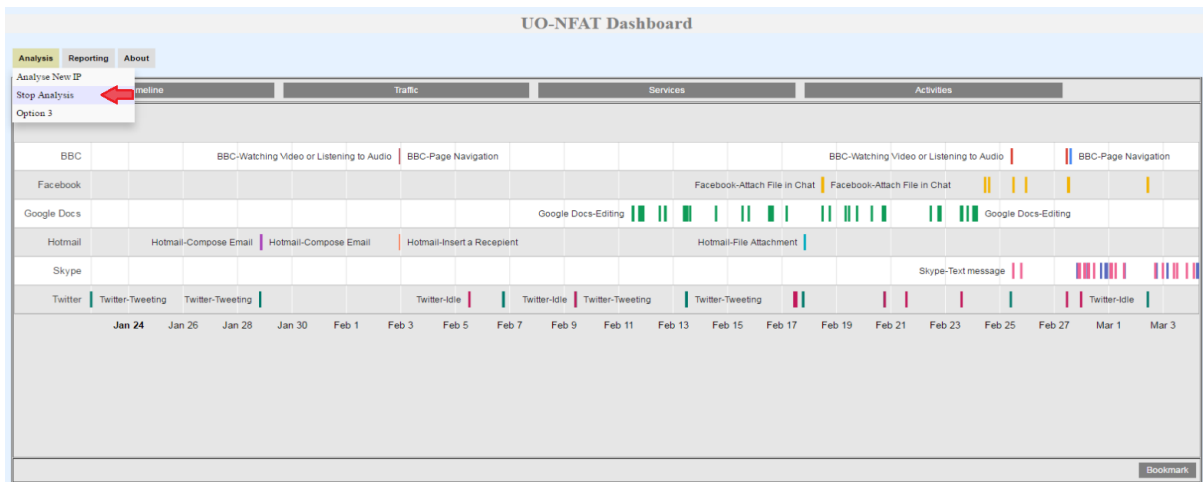 UO-NFAT Dashboard
Analysis Reporting About
Analyse New IP
Stop Analysis
Option 3
meline Traffic Services Activities
BBC BBC-Watching Video or Listening to Audio BBC-Page Navigation BBC-Watching Video or Listening to Audio BBC-Page Navigation
Facebook Facebook-Attach File in Chat Facebook-Attach File in Chat
Google Docs Google Docs-Editing Google Docs-Editing
Hotmail Hotmail-Compose Email Hotmail-Compose Email Hotmail-Insert a Recepient Hotmail-File Attachment
Skype Skype-Text message
Twitter Twitter-Tweeting Twitter-Tweeting Twitter-Idle Twitter-Idle Twitter-Tweeting Twitter-Tweeting Twitter-Idle
Jan 24 Jan 26 Jan 28 Jan 30 Feb 1 Feb 3 Feb 5 Feb 7 Feb 9 Feb 11 Feb 13 Feb 15 Feb 17 Feb 19 Feb 21 Feb 23 Feb 25 Feb 27 Mar 1 Mar 3
Bookmark